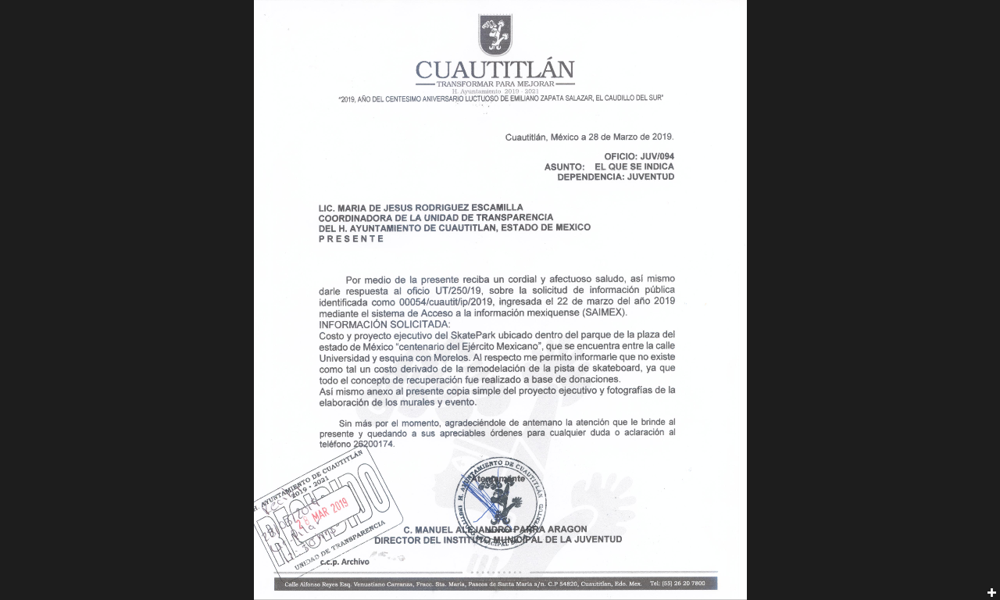 CUAUTITLÁN
TRANSFORMAR PARA MEJORAR
H. Ayuntamiento 2019 - 2021
"2019, AÑO DEL CENTESIMO ANIVERSARIO LUCTUOSO DE EMILIANO ZAPATA SALAZAR, EL CAUDILLO DEL SUR"
Cuautitlán, México a 28 de Marzo de 2019.
OFICIO: JUV/094
ASUNTO: EL QUE SE INDICA
DEPENDENCIA: JUVENTUD
LIC. MARIA DE JESUS RODRIGUEZ ESCAMILLA
COORDINADORA DE LA UNIDAD DE TRANSPARENCIA
DEL H. AYUNTAMIENTO DE CUAUTITLAN, ESTADO DE MEXICO
P R E S E N T E
Por medio de la presente reciba un cordial y afectuoso saludo, así mismo
darle respuesta al oficio UT/250/19, sobre la solicitud de información pública
identificada como 00054/cuautit/ip/2019, ingresada el 22 de marzo del año 2019
mediante el sistema de Acceso a la información mexiquense (SAIMEX).
INFORMACIÓN SOLICITADA:
Costo y proyecto ejecutivo del SkatePark ubicado dentro del parque de la plaza del
estado de México "centenario del Ejército Mexicano", que se encuentra entre la calle
Universidad y esquina con Morelos. Al respecto me permito informarle que no existe
como tal un costo derivado de la remodelación de la pista de skateboard, ya que
todo el concepto de recuperación fue realizado a base de donaciones.
Así mismo anexo al presente copia simple del proyecto ejecutivo y fotografías de la
elaboración de los murales y evento.
Sin más por el momento, agradeciéndole de antemano la atención que le brinde al
presente y quedando a sus apreciables órdenes para cualquier duda o aclaración al
teléfono 26200174.
H. AYUNTAMIENTO DE CUAUTITLÁN
2019 - 2021
RECIBIDO
28 MAR 2019
UNIDAD DE TRANSPARENCIA
H. AYUNTAMIENTO DE CUAUTITLÁN
INSTITUTO MUNICIPAL DE LA JUVENTUD
Atentamente
C. MANUEL ALEJANDRO PARRA ARAGON
DIRECTOR DEL INSTITUTO MUNICIPAL DE LA JUVENTUD
c.c.p. Archivo
Calle Alfonso Reyes Esq. Venustiano Carranza, Fracc. Sta. María, Paseos de Santa María s/n. C.P 54820, Cuautitlan, Edo. Mex. Tel: (55) 26 20 7800